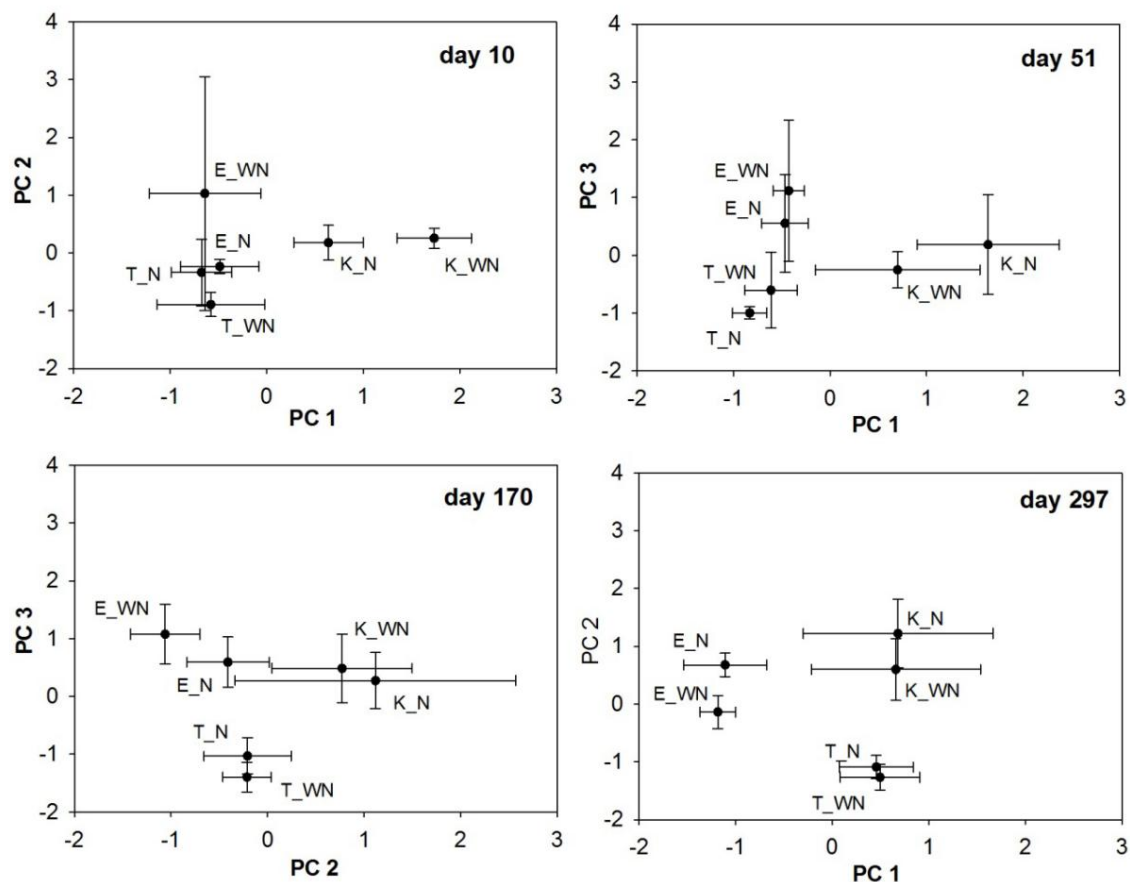 day 10
4
3
2
1
0
-1
-2
PC 2
E_WN
E_N
T_N
T_WN
K_N
K_WN
-2 -1 0 1 2 3
PC 1
day 51
4
3
2
1
0
-1
-2
PC 3
E_WN
E_N
T_WN
T_N
K_WN
K_N
-2 -1 0 1 2 3
PC 1
day 170
4
3
2
1
0
-1
-2
PC 3
E_WN
E_N
K_WN
K_N
T_N
T_WN
-2 -1 0 1 2 3
PC 2
day 297
4
3
2
1
0
-1
-2
PC 2
E_N
E_WN
K_N
K_WN
T_N
T_WN
-2 -1 0 1 2 3
PC 1